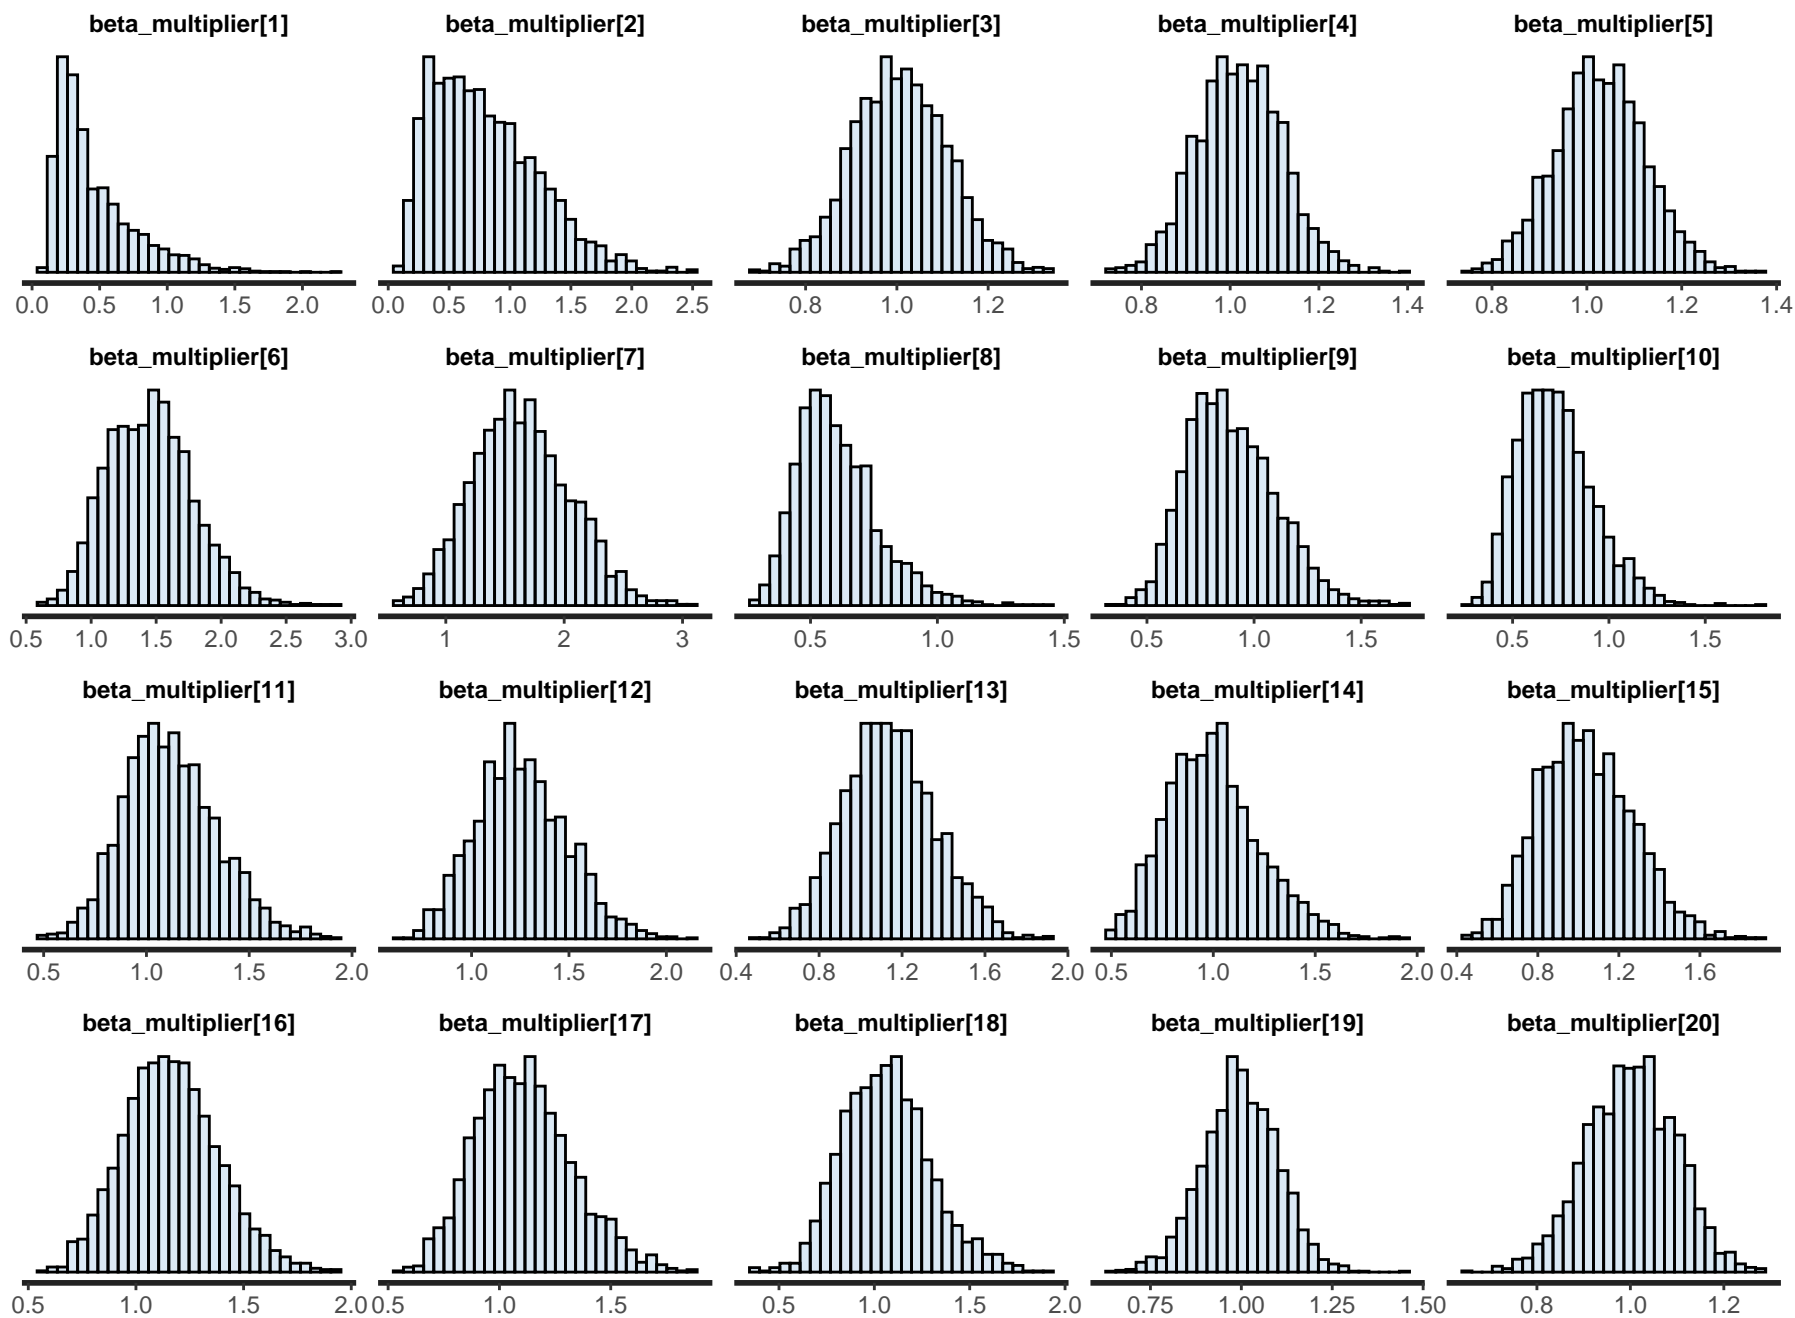 beta_multiplier[1] beta_multiplier[2] beta_multiplier[3] beta_multiplier[4] beta_multiplier[5]
0.0 0.5 1.0 1.5 2.0 0.0 0.5 1.0 1.5 2.0 2.5 0.8 1.0 1.2 0.8 1.0 1.2 1.4 0.8 1.0 1.2 1.4
beta_multiplier[6] beta_multiplier[7] beta_multiplier[8] beta_multiplier[9] beta_multiplier[10]
0.5 1.0 1.5 2.0 2.5 3.0 1 2 3 0.5 1.0 1.5 0.5 1.0 1.5 0.5 1.0 1.5
beta_multiplier[11] beta_multiplier[12] beta_multiplier[13] beta_multiplier[14] beta_multiplier[15]
0.5 1.0 1.5 2.0 1.0 1.5 2.0 0.4 0.8 1.2 1.6 2.0 0.5 1.0 1.5 2.0 0.4 0.8 1.2 1.6
beta_multiplier[16] beta_multiplier[17] beta_multiplier[18] beta_multiplier[19] beta_multiplier[20]
0.5 1.0 1.5 2.0 0.5 1.0 1.5 0.5 1.0 1.5 2.0 0.75 1.00 1.25 1.50 0.8 1.0 1.2